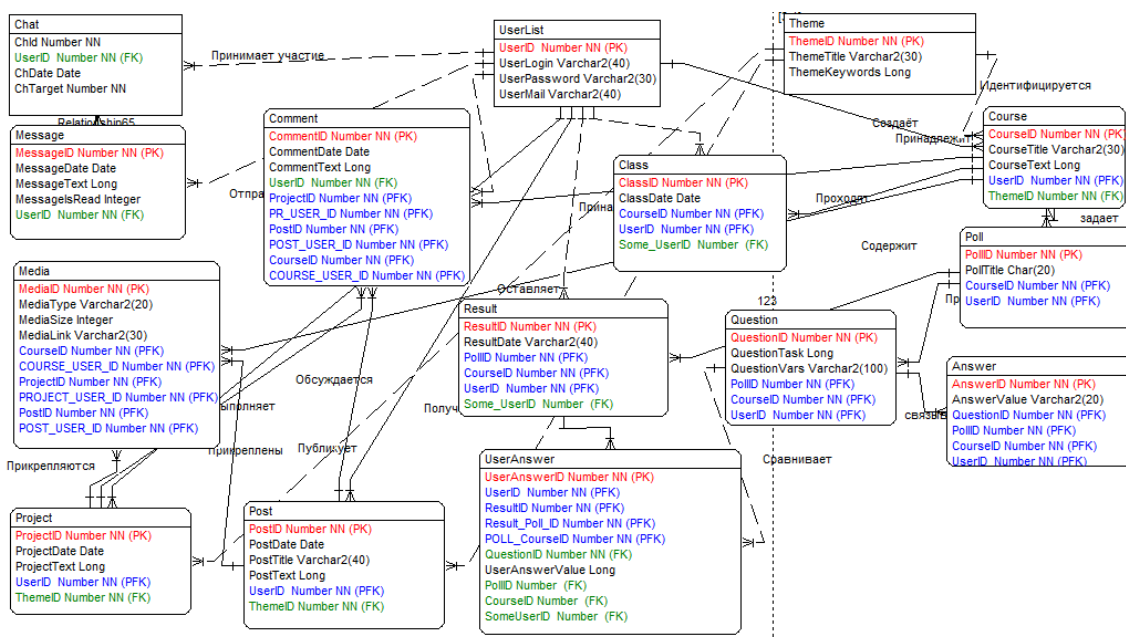 Chat
ChId Number NN
UserID Number NN (FK)
ChDate Date
ChTarget Number NN
Принимает участие
UserList
UserID Number NN (PK)
UserLogin Varchar2(40)
UserPassword Varchar2(30)
UserMail Varchar2(40)
Theme
ThemeID Number NN (PK)
ThemeTitle Varchar2(30)
ThemeKeywords Long
Идентифицируется
Relationship65
Message
MessageID Number NN (PK)
MessageDate Date
MessageText Long
MessageIsRead Integer
UserID Number NN (FK)
Comment
CommentID Number NN (PK)
CommentDate Date
CommentText Long
UserID Number NN (FK)
ProjectID Number NN (PFK)
PR_USER_ID Number NN (PFK)
PostID Number NN (PFK)
POST_USER_ID Number NN (PFK)
CourseID Number NN (PFK)
COURSE_USER_ID Number NN (PFK)
Создаёт
Принадлежит
Course
CourseID Number NN (PK)
CourseTitle Varchar2(30)
CourseText Long
UserID Number NN (PFK)
ThemeID Number NN (FK)
Class
ClassID Number NN (PK)
ClassDate Date
CourseID Number NN (PFK)
UserID Number NN (PFK)
Some_UserID Number (FK)
Проходят
задает
Содержит
Poll
PollID Number NN (PK)
PollTitle Char(20)
CourseID Number NN (PFK)
UserID Number NN (PFK)
Media
MediaID Number NN (PK)
MediaType Varchar2(20)
MediaSize Integer
MediaLink Varchar2(30)
CourseID Number NN (PFK)
COURSE_USER_ID Number NN (PFK)
ProjectID Number NN (PFK)
PROJECT_USER_ID Number NN (PFK)
PostID Number NN (PFK)
POST_USER_ID Number NN (PFK)
Оставляет
123
Result
ResultID Number NN (PK)
ResultDate Varchar2(40)
PollID Number NN (PFK)
CourseID Number NN (PFK)
UserID Number NN (PFK)
Some_UserID Number (FK)
Question
QuestionID Number NN (PK)
QuestionTask Long
QuestionVars Varchar2(100)
PollID Number NN (PFK)
CourseID Number NN (PFK)
UserID Number NN (PFK)
Answer
AnswerID Number NN (PK)
AnswerValue Varchar2(20)
QuestionID Number NN (PFK)
PollID Number NN (PFK)
CourseID Number NN (PFK)
UserID Number NN (PFK)
Обсуждается
Прикрепляются
Прикреплены
Публикует
Сравнивает
Project
ProjectID Number NN (PK)
ProjectDate Date
ProjectText Long
UserID Number NN (PFK)
ThemeID Number NN (FK)
Post
PostID Number NN (PK)
PostDate Date
PostTitle Varchar2(40)
PostText Long
UserID Number NN (PFK)
ThemeID Number NN (FK)
UserAnswer
UserAnswerID Number NN (PK)
UserID Number NN (PFK)
ResultID Number NN (PFK)
Result_Poll_ID Number NN (PFK)
POLL_CourseID Number NN (PFK)
QuestionID Number NN (FK)
UserAnswerValue Long
PollID Number (FK)
CourseID Number (FK)
SomeUserID Number (FK)